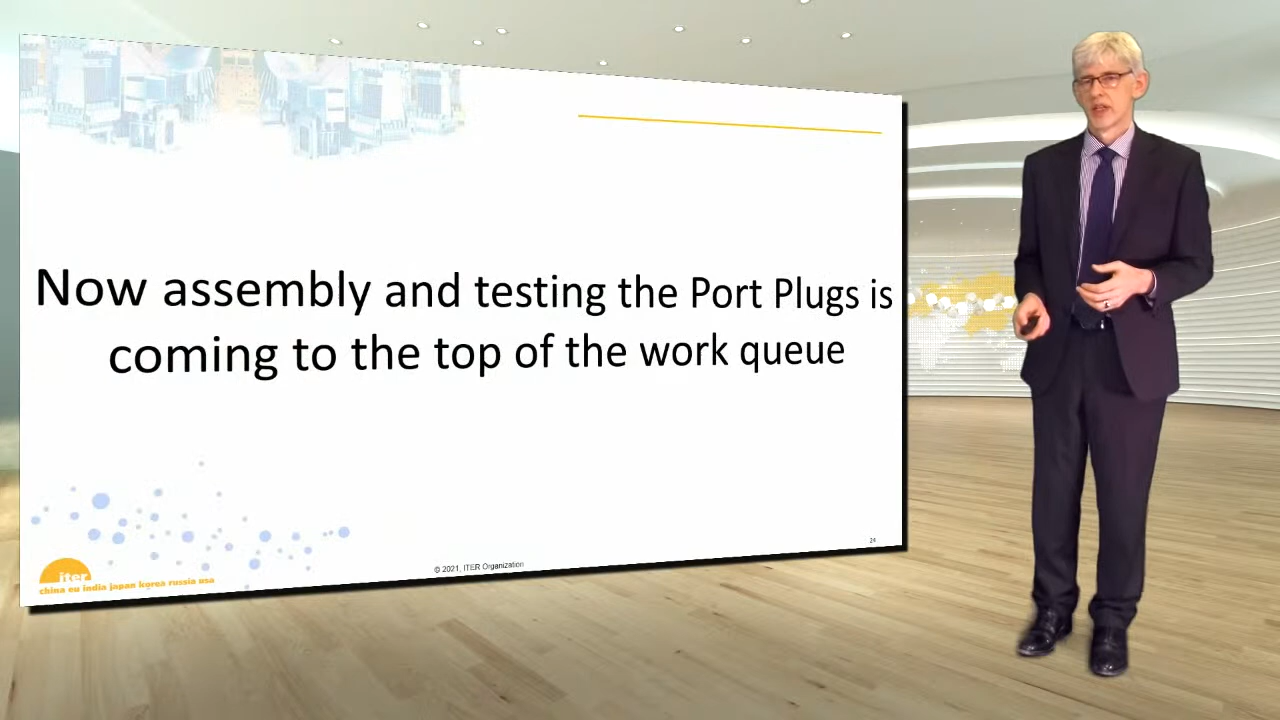 Now assembly and testing the Port Plugs is
coming to the top of the work queue
24
iter
china eu india japan korea russia usa
© 2021, ITER Organization